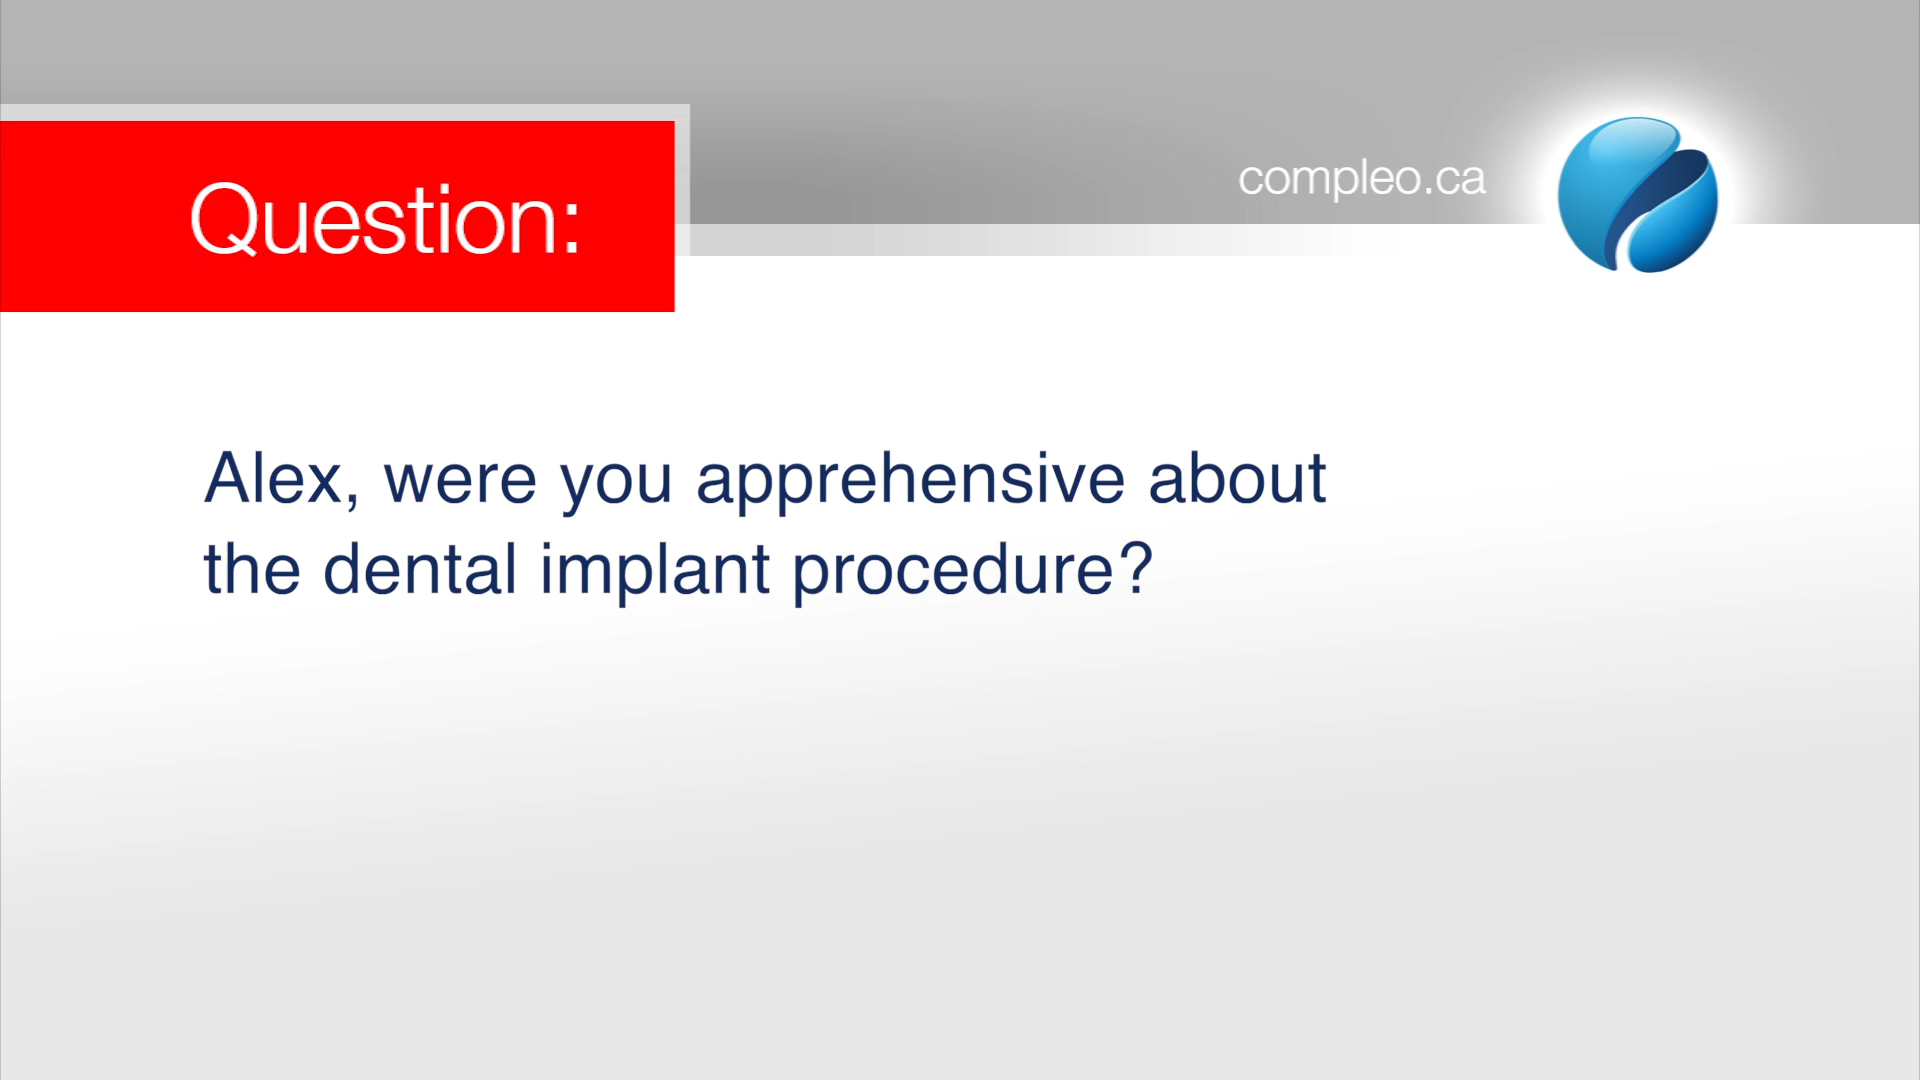 Question:
compleo.ca
Alex, were you apprehensive about
the dental implant procedure?